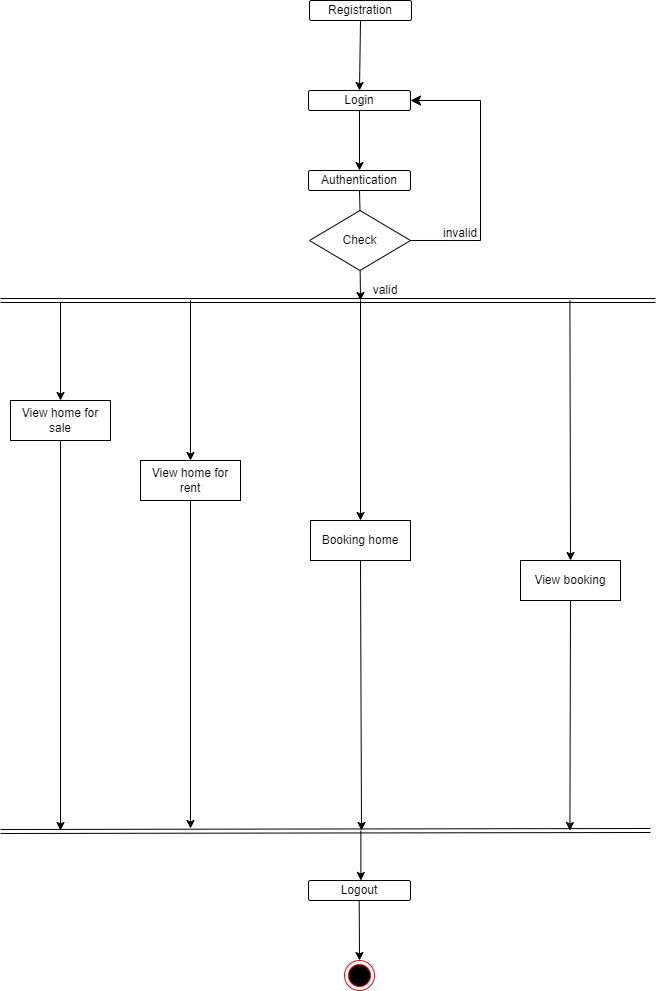 Registration
Login
Authentication
Check
invalid
valid
View home for
sale
View home for
rent
Booking home
View booking
Logout